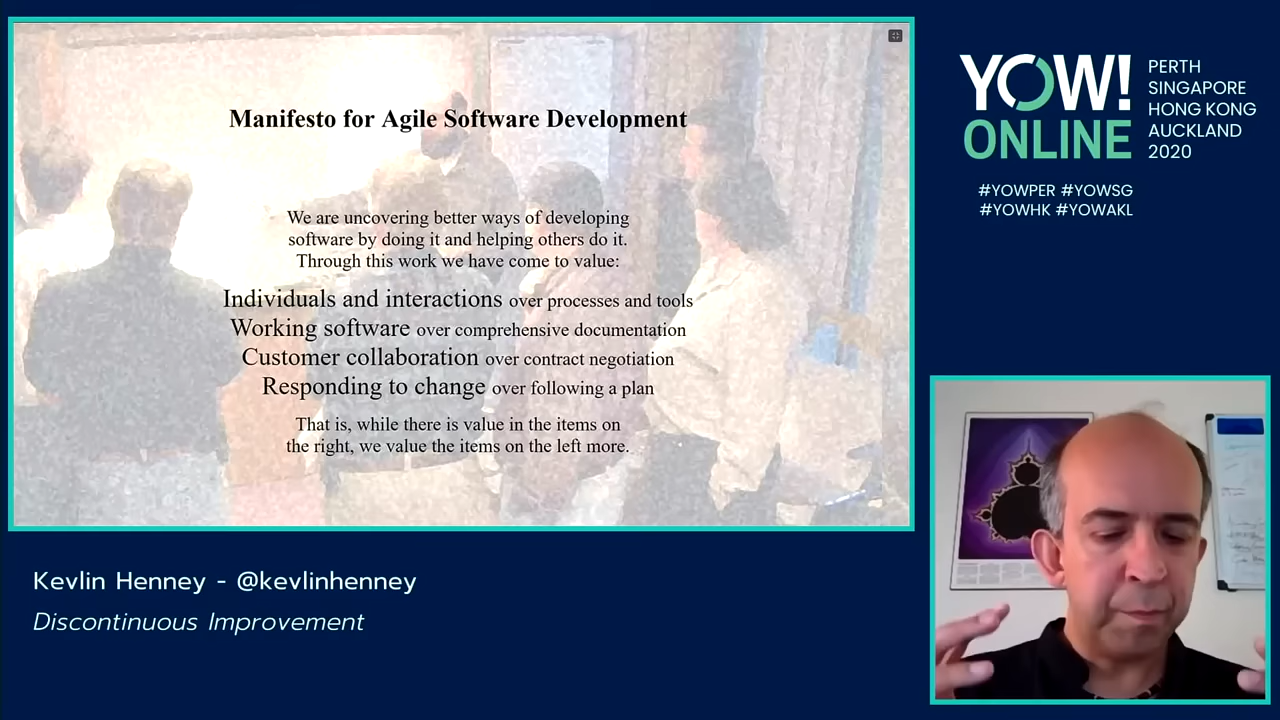 Manifesto for Agile Software Development
We are uncovering better ways of developing
software by doing it and helping others do it.
Through this work we have come to value:
Individuals and interactions over processes and tools
Working software over comprehensive documentation
Customer collaboration over contract negotiation
Responding to change over following a plan
That is, while there is value in the items on
the right, we value the items on the left more.
YOW!
ONLINE
PERTH
SINGAPORE
HONG KONG
AUCKLAND
2020
#YOWPER #YOWSG
#YOWHK #YOWAKL
Kevlin Henney - @kevlinhenney
Discontinuous Improvement